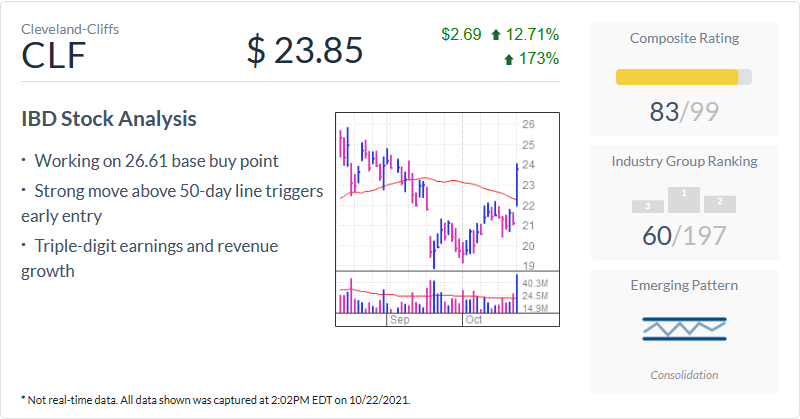 Cleveland-Cliffs
CLF
$ 23.85
$2.69 12.71%
173%
IBD Stock Analysis
· Working on 26.61 base buy point
· Strong move above 50-day line triggers
early entry
· Triple-digit earnings and revenue
growth
26
25
24
23
22
21
20
19
40.3M
24.5M
14.9M
Sep
Oct
Composite Rating
83/99
Industry Group Ranking
3
1
2
60/197
Emerging Pattern
Consolidation
* Not real-time data. All data shown was captured at 2:02PM EDT on 10/22/2021.